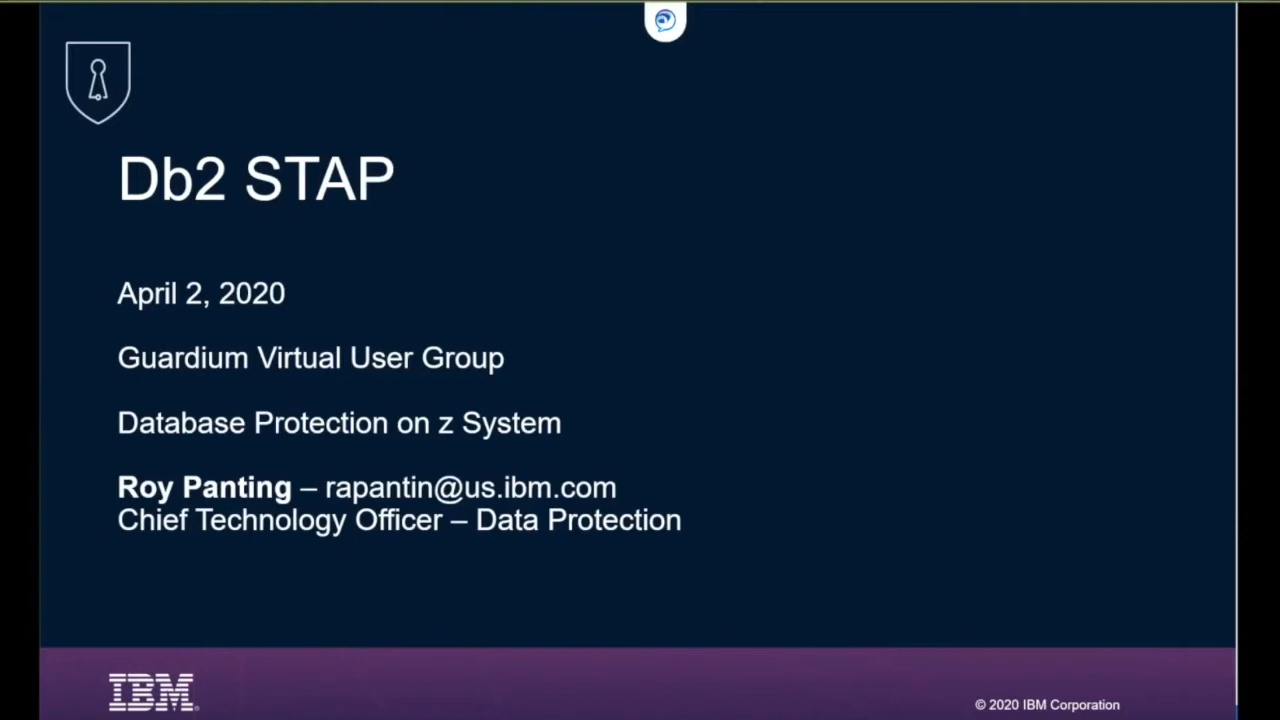 Db2 STAP
April 2, 2020
Guardium Virtual User Group
Database Protection on z System
Roy Panting – rapantin@us.ibm.com
Chief Technology Officer – Data Protection
IBM
© 2020 IBM Corporation